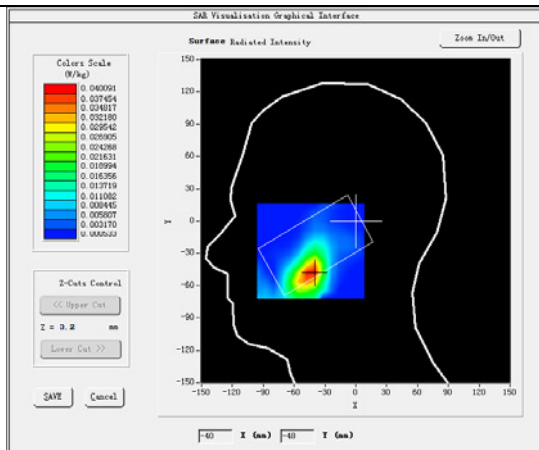 SAR Visualisation Graphical Interface
Surface Radiated Intensity
Zoom In/Out
Colors Scale
(W/kg)
0.040091
0.037454
0.034817
0.032180
0.029542
0.026905
0.024268
0.021631
0.018994
0.016356
0.013719
0.011082
0.008445
0.005807
0.003170
0.000533
Z-Cuts Control
<< Upper Cut
Z = 3.2 mm
Lower Cut >>
SAVE
Cancel
150
120
90
60
30
0
-30
-60
-90
-120
-150
Y
-150 -120 -90 -60 -30 0 30 60 90 120 150
X
-40 X (mm) -48 Y (mm)